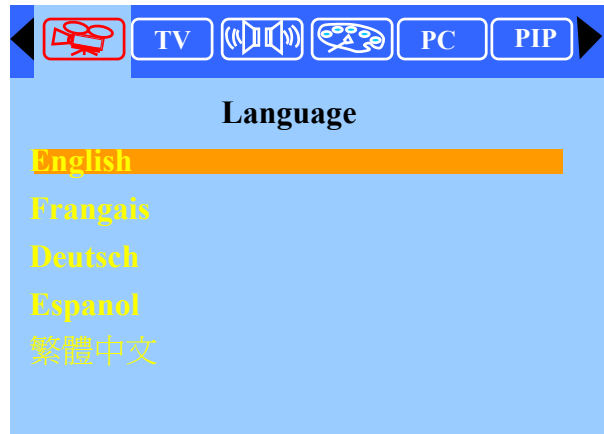 TV PC PIP
Language
English
Frangais
Deutsch
Espanol
繁體中文